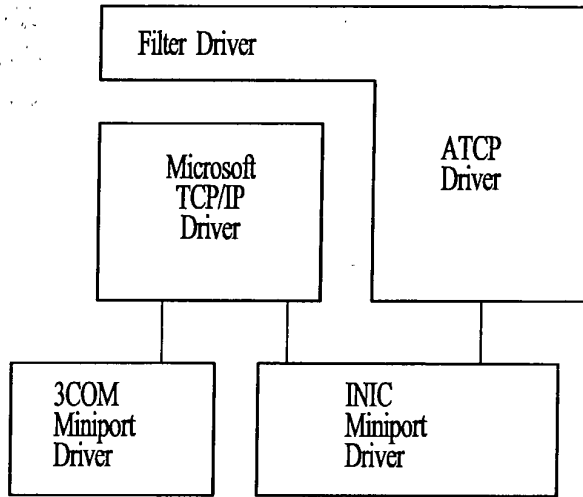 Filter Driver
ATCP
Driver
Microsoft
TCP/IP
Driver
3COM
Miniport
Driver
INIC
Miniport
Driver